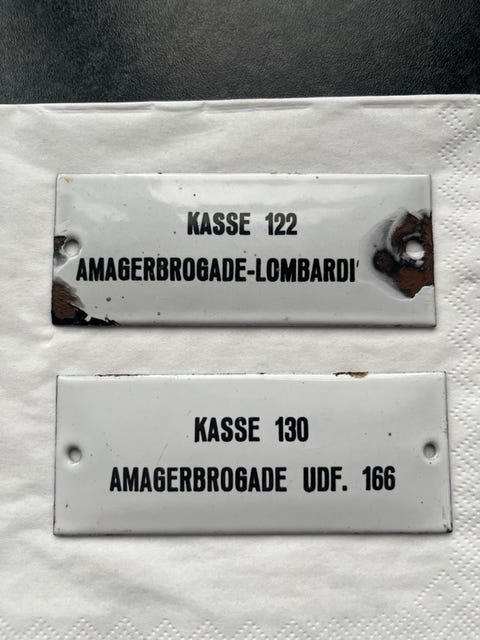 KASSE 122
AMAGERBROGADE-LOMBARDI
KASSE 130
AMAGERBROGADE UDF. 166